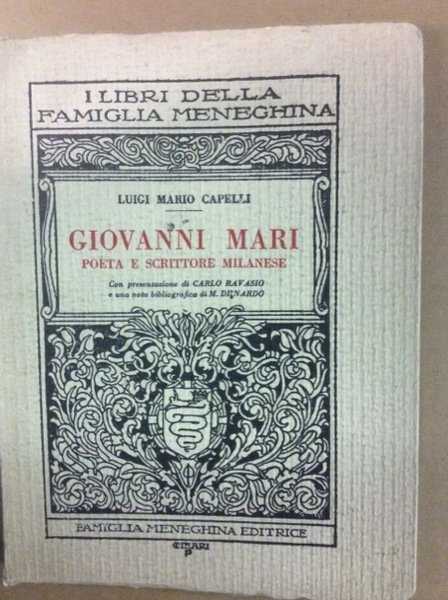 I LIBRI DELLA
FAMIGLIA MENEGHINA
LUIGI MARIO CAPELLI
GIOVANNI MARI
POETA E SCRITTORE MILANESE
Con presentazione di CARLO RAVASIO
e una nota bibliografica di M. DINARDO
FAMIGLIA MENEGHINA EDITRICE